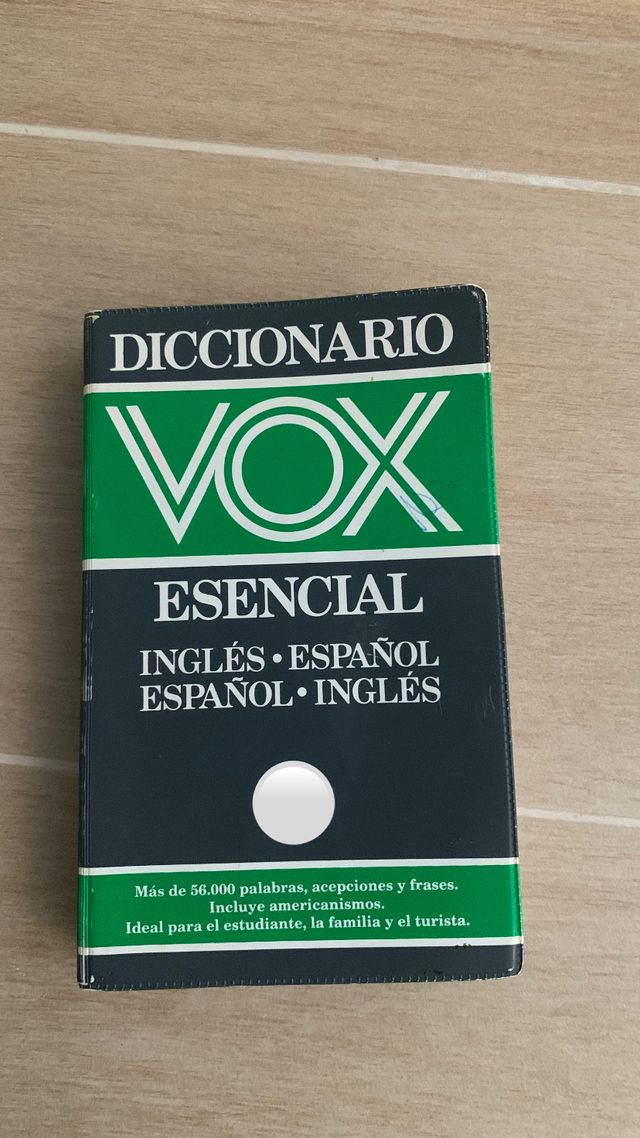 DICCIONARIO
VOX
ESENCIAL
INGLÉS • ESPAÑOL
ESPAÑOL • INGLÉS
Más de 56.000 palabras, acepciones y frases.
Incluye americanismos.
Ideal para el estudiante, la familia y el turista.